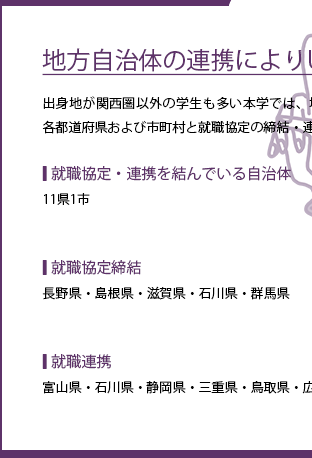 地方自治体の連携により
出身地が関西圏以外の学生も多い本学では、
各都道府県および市町村と就職協定の締結・連
就職協定・連携を結んでいる自治体
11県1市
就職協定締結
長野県・島根県・滋賀県・石川県・群馬県
就職連携
富山県・石川県・静岡県・三重県・鳥取県・広